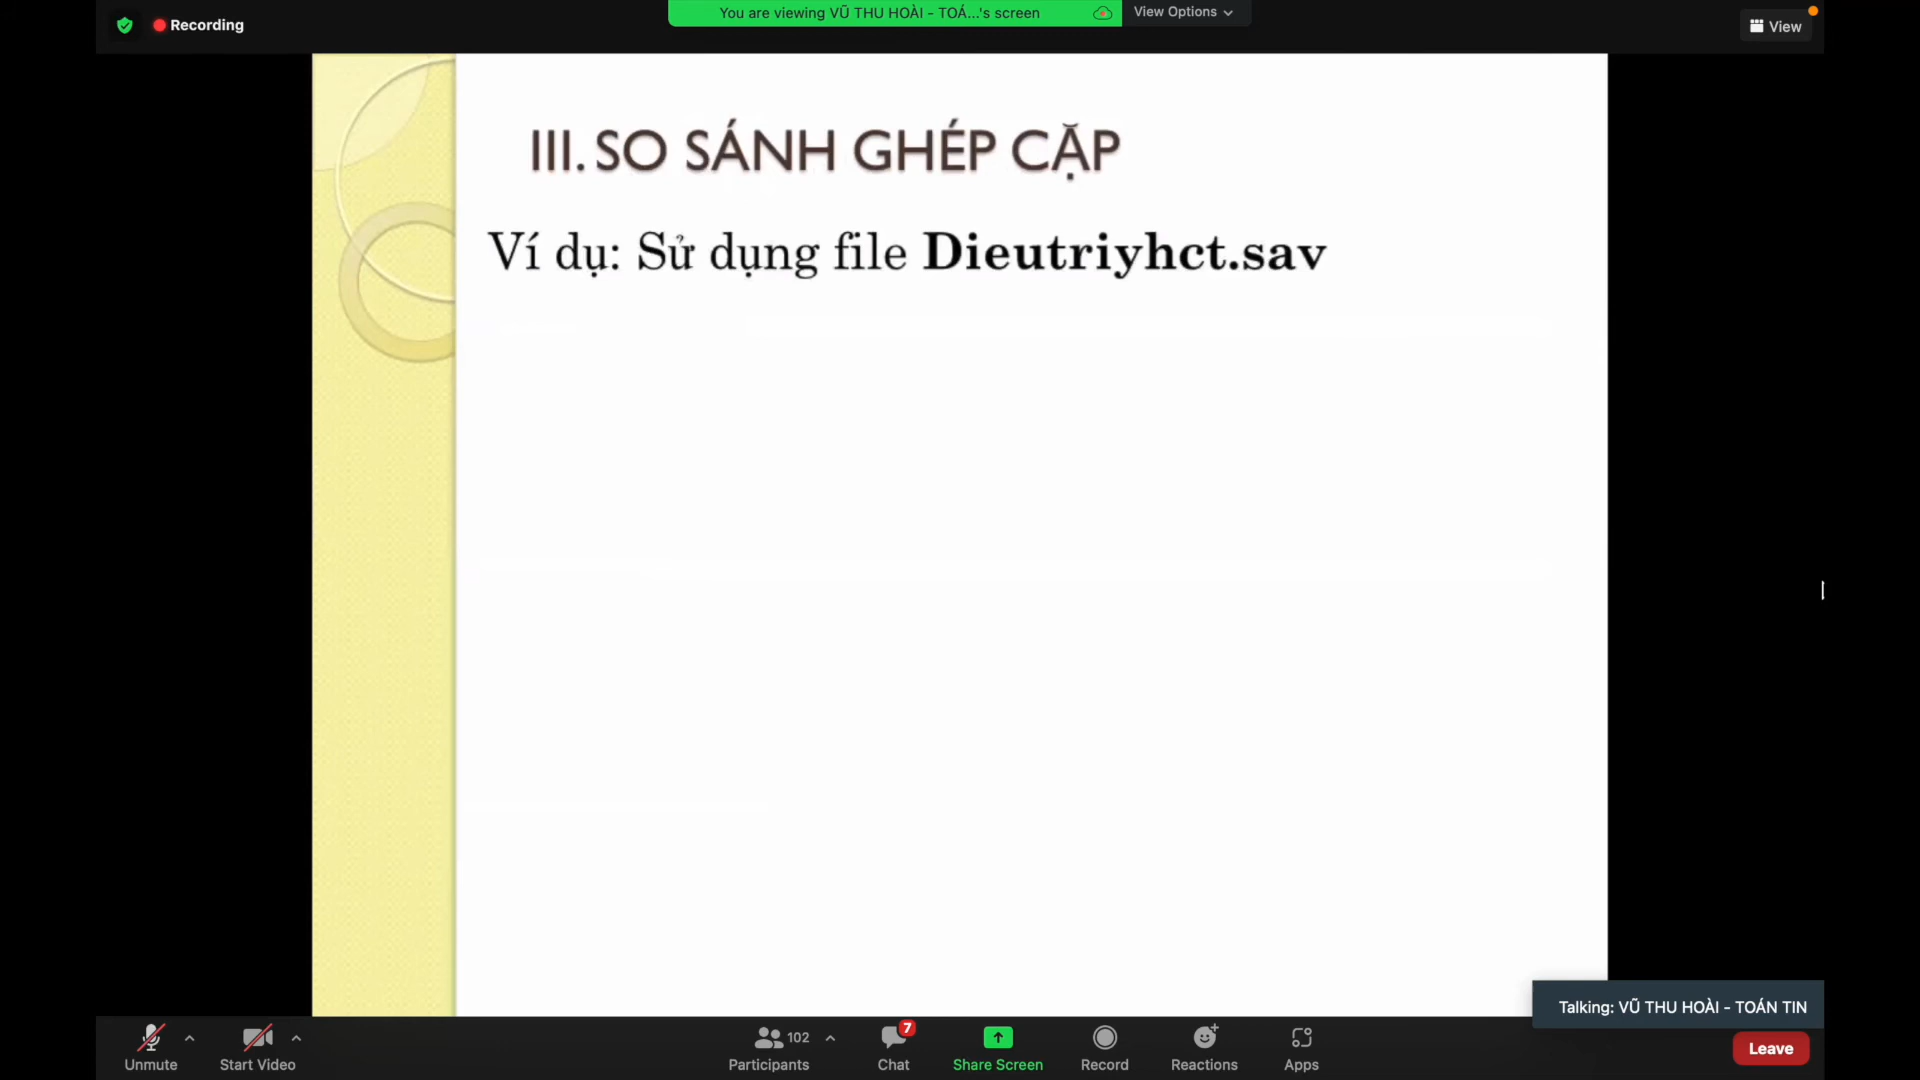 Recording
You are viewing VŨ THU HOÀI - TOÁ...'s screen
View Options
View
III. SO SÁNH GHÉP CẶP
Ví dụ: Sử dụng file Dieutriyhct.sav
Talking: VŨ THU HOÀI - TOÁN TIN
Unmute
Start Video
102
Participants
7
Chat
Share Screen
Record
Reactions
Apps
Leave